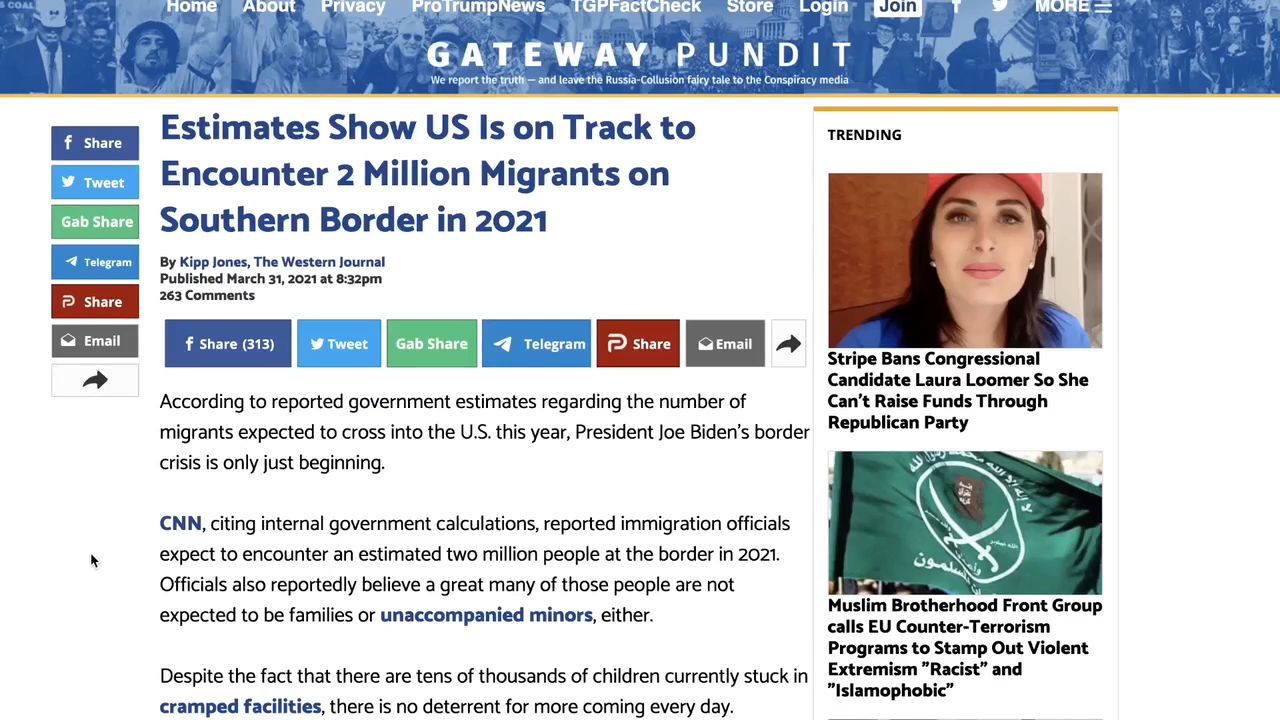 Home About Privacy ProTrumpNews TGPFactCheck Store Login Join MORE
GATEWAY PUNDIT
We report the truth — and leave the Russia-Collusion fairy tale to the Conspiracy media
Share
Tweet
Gab Share
Telegram
Share
Email
Estimates Show US Is on Track to
Encounter 2 Million Migrants on
Southern Border in 2021
By Kipp Jones, The Western Journal
Published March 31, 2021 at 8:32pm
263 Comments
Share (313) Tweet Gab Share Telegram Share Email
According to reported government estimates regarding the number of
migrants expected to cross into the U.S. this year, President Joe Biden's border
crisis is only just beginning.
CNN, citing internal government calculations, reported immigration officials
expect to encounter an estimated two million people at the border in 2021.
Officials also reportedly believe a great many of those people are not
expected to be families or unaccompanied minors, either.
Despite the fact that there are tens of thousands of children currently stuck in
cramped facilities, there is no deterrent for more coming every day.
TRENDING
Stripe Bans Congressional
Candidate Laura Loomer So She
Can't Raise Funds Through
Republican Party
Muslim Brotherhood Front Group
calls EU Counter-Terrorism
Programs to Stamp Out Violent
Extremism "Racist" and
"Islamophobic"